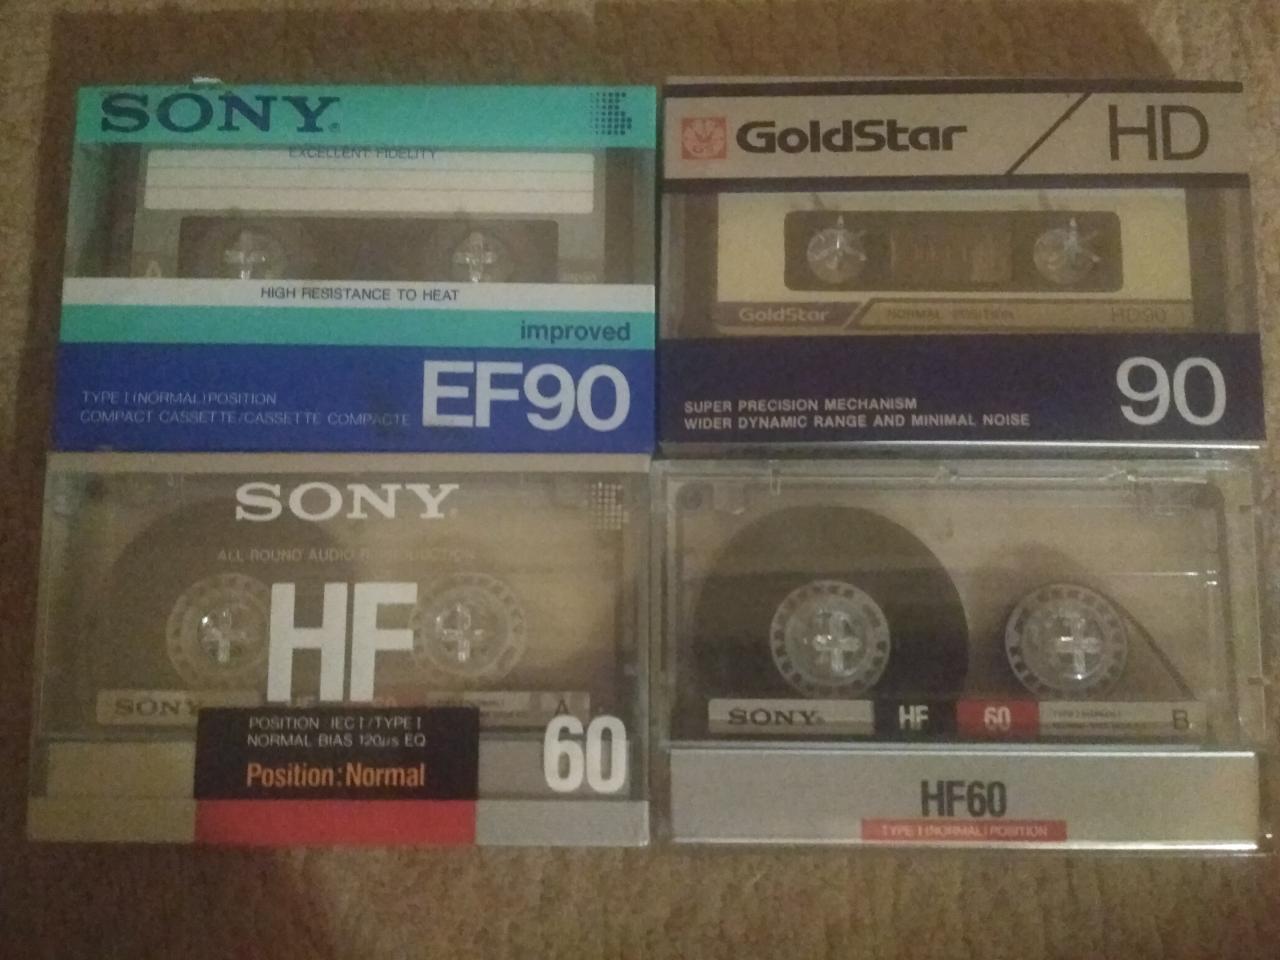 SONY
EXCELLENT FIDELITY
A
HIGH RESISTANCE TO HEAT
improved
TYPE I (NORMAL) POSITION
COMPACT CASSETTE/CASSETTE COMPACTE
EF90
GoldStar HD
GoldStar NORMAL POSITION HD90
90
SUPER PRECISION MECHANISM
WIDER DYNAMIC RANGE AND MINIMAL NOISE
SONY
ALL ROUND AUDIO REPRODUCTION
HF
SONY A
POSITION IEC I/TYPE I
NORMAL BIAS 120μs EQ
Position:Normal
60
SONY HF 60 B
HF60
TYPE I (NORMAL) POSITION